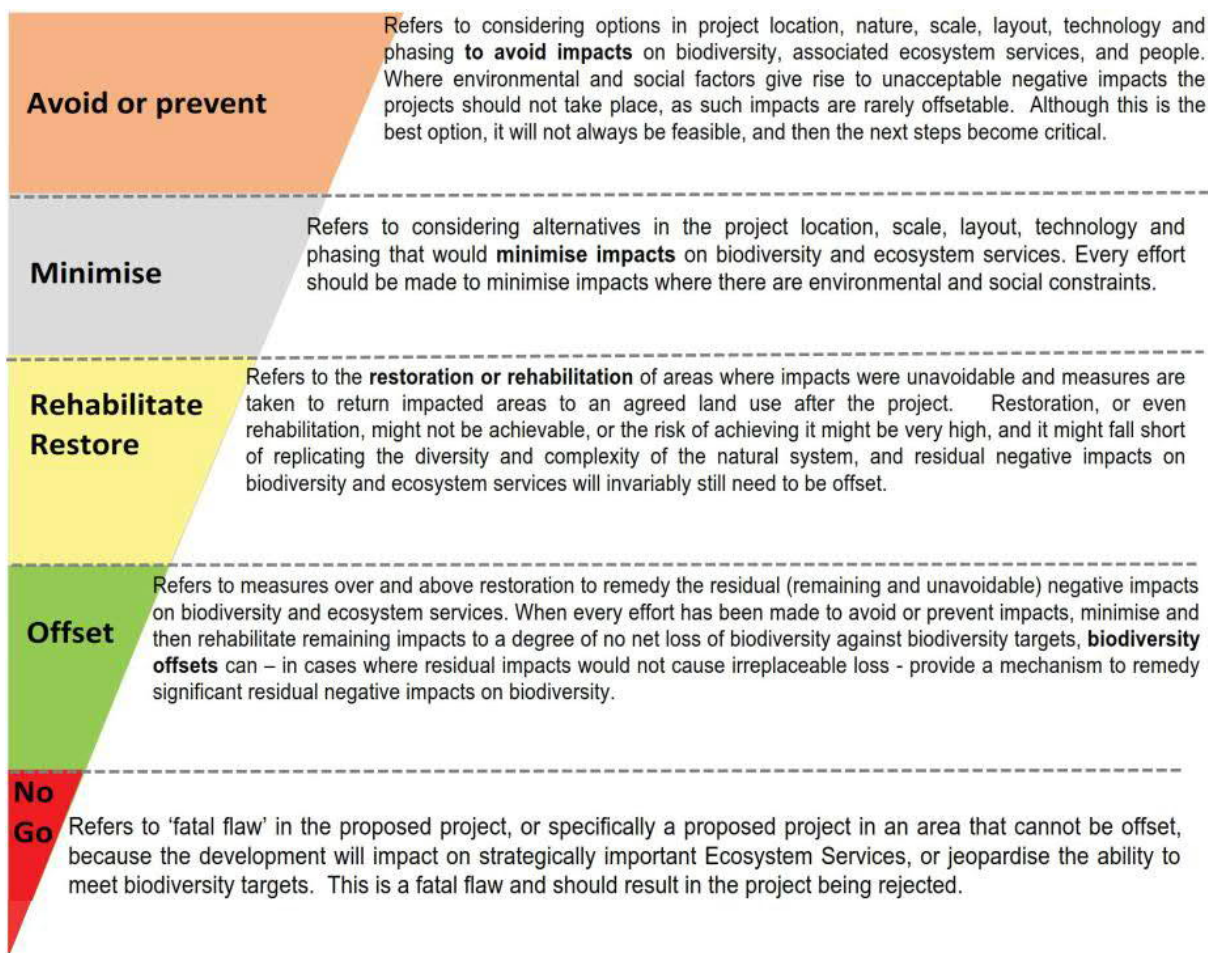 Avoid or prevent
Refers to considering options in project location, nature, scale, layout, technology and
phasing to avoid impacts on biodiversity, associated ecosystem services, and people.
Where environmental and social factors give rise to unacceptable negative impacts the
projects should not take place, as such impacts are rarely offsetable. Although this is the
best option, it will not always be feasible, and then the next steps become critical.
Minimise
Refers to considering alternatives in the project location, scale, layout, technology and
phasing that would minimise impacts on biodiversity and ecosystem services. Every effort
should be made to minimise impacts where there are environmental and social constraints.
Rehabilitate
Restore
Refers to the restoration or rehabilitation of areas where impacts were unavoidable and measures are
taken to return impacted areas to an agreed land use after the project. Restoration, or even
rehabilitation, might not be achievable, or the risk of achieving it might be very high, and it might fall short
of replicating the diversity and complexity of the natural system, and residual negative impacts on
biodiversity and ecosystem services will invariably still need to be offset.
Offset
Refers to measures over and above restoration to remedy the residual (remaining and unavoidable) negative impacts
on biodiversity and ecosystem services. When every effort has been made to avoid or prevent impacts, minimise and
then rehabilitate remaining impacts to a degree of no net loss of biodiversity against biodiversity targets, biodiversity
offsets can – in cases where residual impacts would not cause irreplaceable loss - provide a mechanism to remedy
significant residual negative impacts on biodiversity.
No
Go
Refers to ‘fatal flaw’ in the proposed project, or specifically a proposed project in an area that cannot be offset,
because the development will impact on strategically important Ecosystem Services, or jeopardise the ability to
meet biodiversity targets. This is a fatal flaw and should result in the project being rejected.